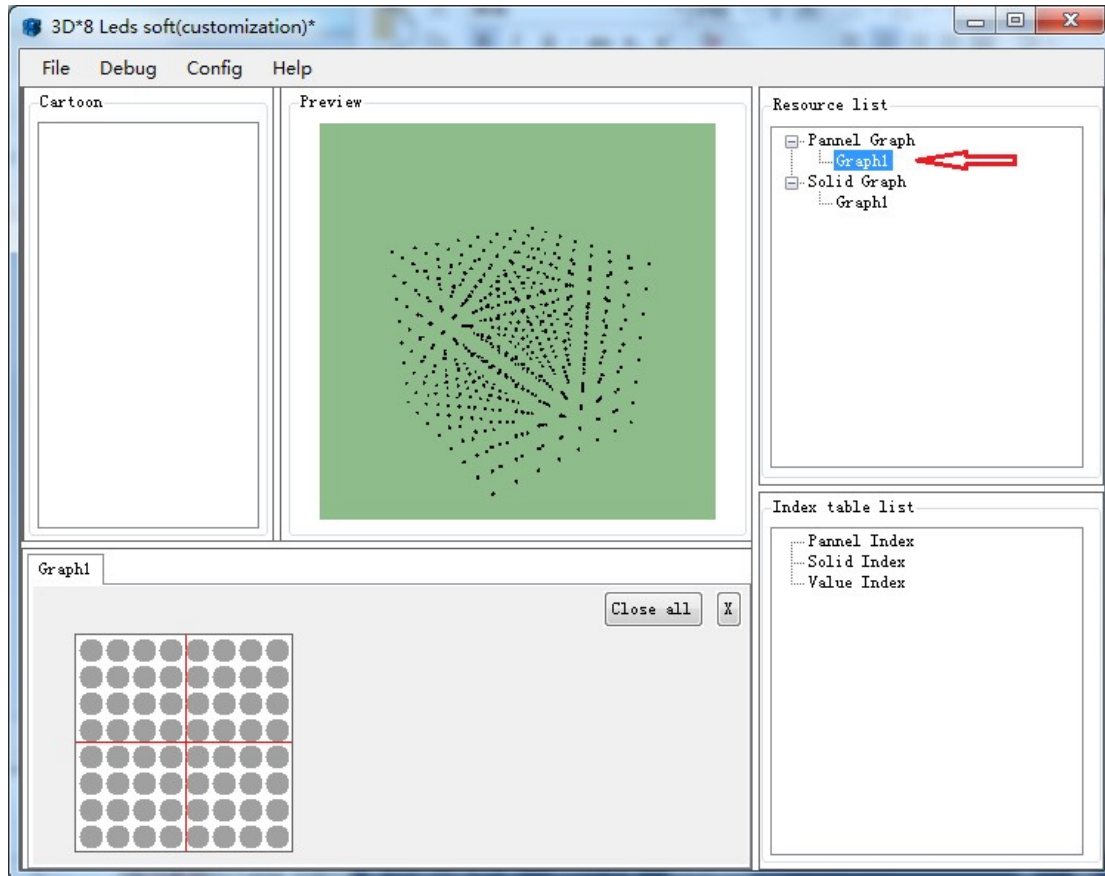 3D*8 Leds soft(customization)*
File Debug Config Help
Cartoon
Preview
Resource list
Pannel Graph
Graph1
Solid Graph
Graph1
Index table list
Pannel Index
Solid Index
Value Index
Graph1
Close all X